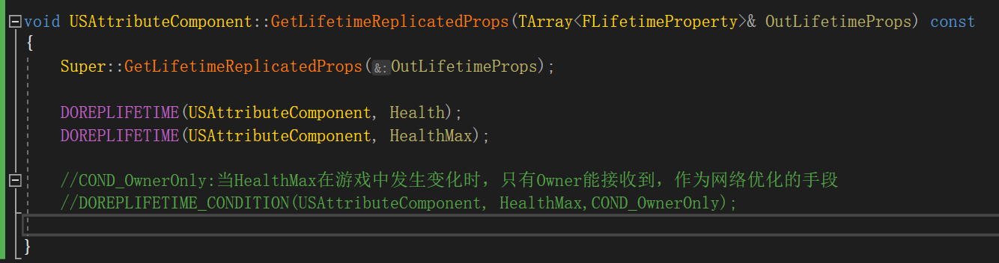 void USAttributeComponent::GetLifetimeReplicatedProps(TArray<FLifetimeProperty>& OutLifetimeProps) const
{
Super::GetLifetimeReplicatedProps(&:OutLifetimeProps);
DOREPLIFETIME(USAttributeComponent, Health);
DOREPLIFETIME(USAttributeComponent, HealthMax);
//COND_OwnerOnly:当HealthMax在游戏中发生变化时，只有Owner能接收到，作为网络优化的手段
//DOREPLIFETIME_CONDITION(USAttributeComponent, HealthMax,COND_OwnerOnly);
}